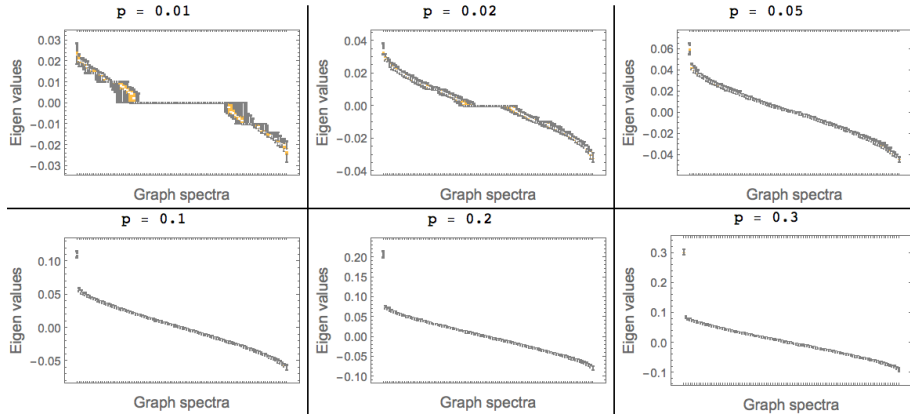 p = 0.01
p = 0.02
p = 0.05
0.03
0.02
0.01
0.00
−0.01
−0.02
−0.03
Eigen values
Graph spectra
0.04
0.02
0.00
−0.02
−0.04
Eigen values
Graph spectra
0.06
0.04
0.02
0.00
−0.02
−0.04
Eigen values
Graph spectra
p = 0.1
p = 0.2
p = 0.3
0.10
0.05
0.00
−0.05
Eigen values
Graph spectra
0.20
0.15
0.10
0.05
0.00
−0.05
−0.10
Eigen values
Graph spectra
0.3
0.2
0.1
0.0
−0.1
Eigen values
Graph spectra